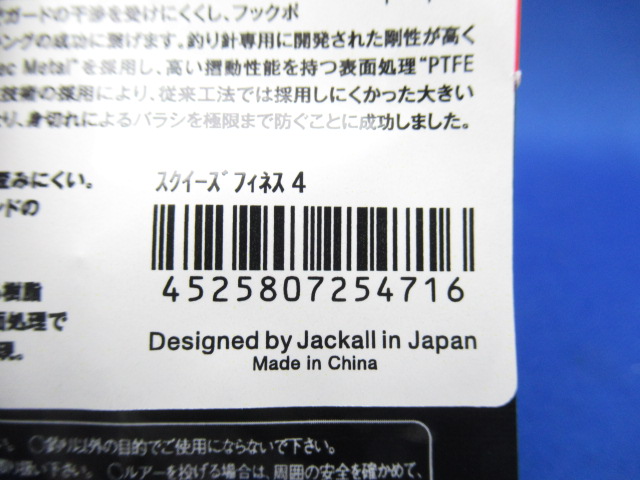 ガードの干渉を受けにくくし、フックポ
ングの成功に繋げます。釣り針専用に開発された剛性が高く
ec Metal"を採用し、高い摺動性能を持つ表面処理"PTFE
技術の採用により、従来工法では採用しにくかった大きい
り、身切れによるバラシを極限まで防ぐことに成功しました。
歪みにくい。
ッドの
樹脂
面処理で
スクイーズ フィネス 4
4525807254716
Designed by Jackall in Japan
Made in China
○釣り以外の目的でご使用にならないで下さい。
い下さい。 ○ルアーを投げる場合は、周囲の安全を確かめて、